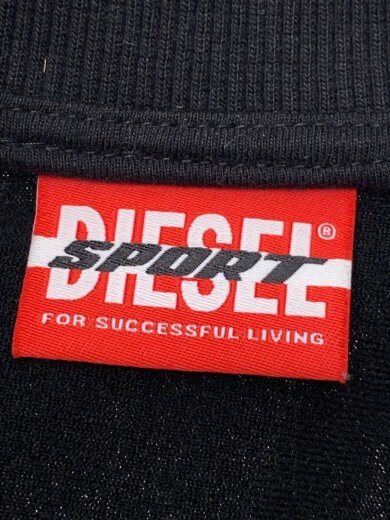 DIESEL®
SPORT
FOR SUCCESSFUL LIVING